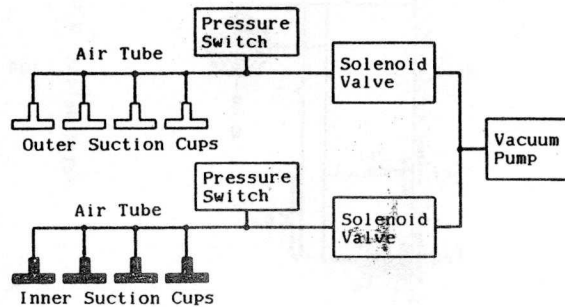 Pressure
Switch
Air Tube
Solenoid
Valve
Outer Suction Cups
Vacuum
Pump
Pressure
Switch
Air Tube
Solenoid
Valve
Inner Suction Cups